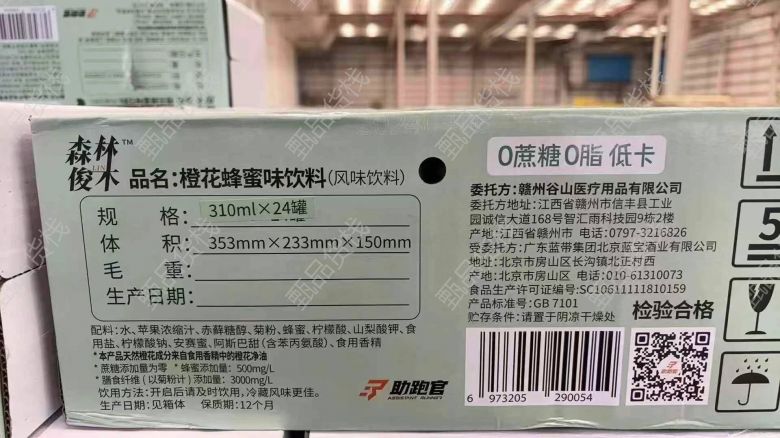 森林™
俊木
LIN
品名:橙花蜂蜜味饮料(风味饮料)
规 格: 310ml×24罐
体 积: 353mm×233mm×150mm
毛 重:
生产日期:
配料:水、苹果浓缩汁、赤藓糖醇、菊粉、蜂蜜、柠檬酸、山梨酸钾、食
用盐、柠檬酸钠、安赛蜜、阿斯巴甜(含苯丙氨酸)、食用香精
*本产品天然橙花成分来自食用香精中的橙花净油
*蔗糖添加量为零 *蜂蜜添加量: 500mg/L
*膳食纤维(以菊粉计)添加量: 3000mg/L
饮用方法:开启后请及时饮用,冷藏风味更佳。
生产日期:见箱体 保质期:12个月
助跑官
ASSISTANT RUNNER
0蔗糖0脂 低卡
委托方:赣州谷山医疗用品有限公司
委托方地址:江西省赣州市信丰县工业
园诚信大道168号智汇雨科技园9栋2楼
产地:江西省赣州市 电话:0797-3216826
受委托方:广东蓝带集团北京蓝宝酒业有限公司
地址:北京市房山区长沟镇北正村西
产地:北京市房山区 电话:010-61310073
食品生产许可证编号:SC10611111810159
产品标准号:GB 7101
贮存条件:请置于阴凉干燥处
检验合格
6 973205 290054
5
甄品货栈